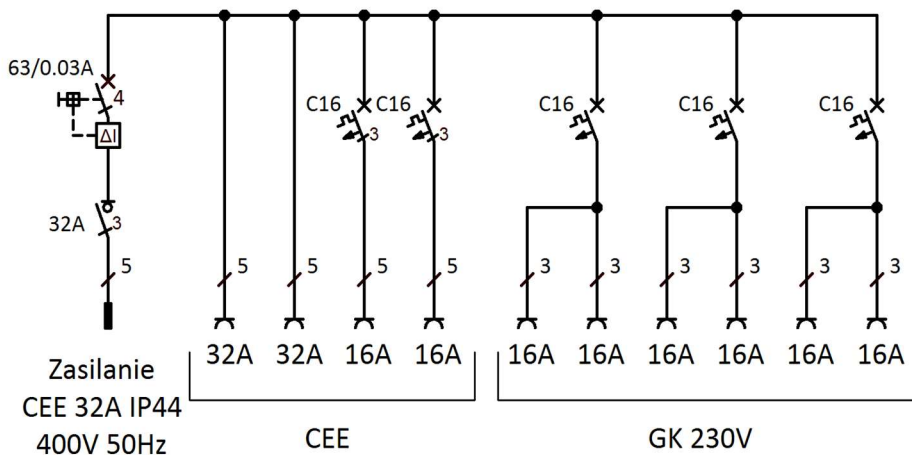 63/0.03A
4
ΔI
32A
3
5
Zasilanie
CEE 32A IP44
400V 50Hz
C16
C16
3
3
5
5
5
5
32A
32A
16A
16A
CEE
C16
C16
C16
3
3
3
3
3
3
16A
16A
16A
16A
16A
16A
GK 230V